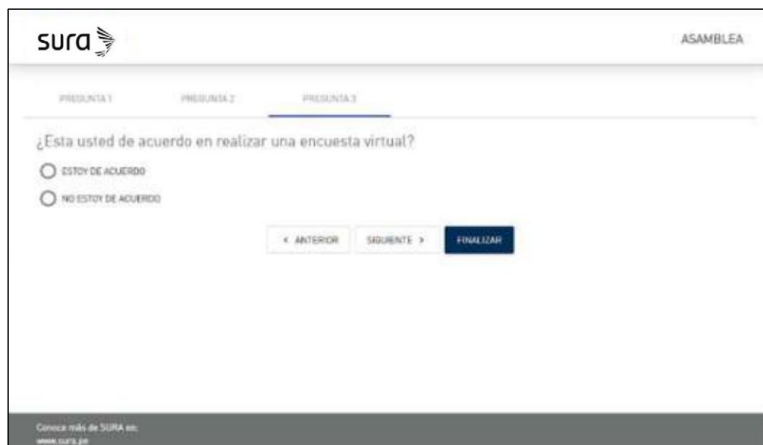 sura
ASAMBLEA
PREGUNTA 1 PREGUNTA 2 PREGUNTA 3
¿Esta usted de acuerdo en realizar una encuesta virtual?
ESTOY DE ACUERDO
NO ESTOY DE ACUERDO
< ANTERIOR SIGUIENTE > FINALIZAR
Conoce más de SURA en:
www.sura.pe